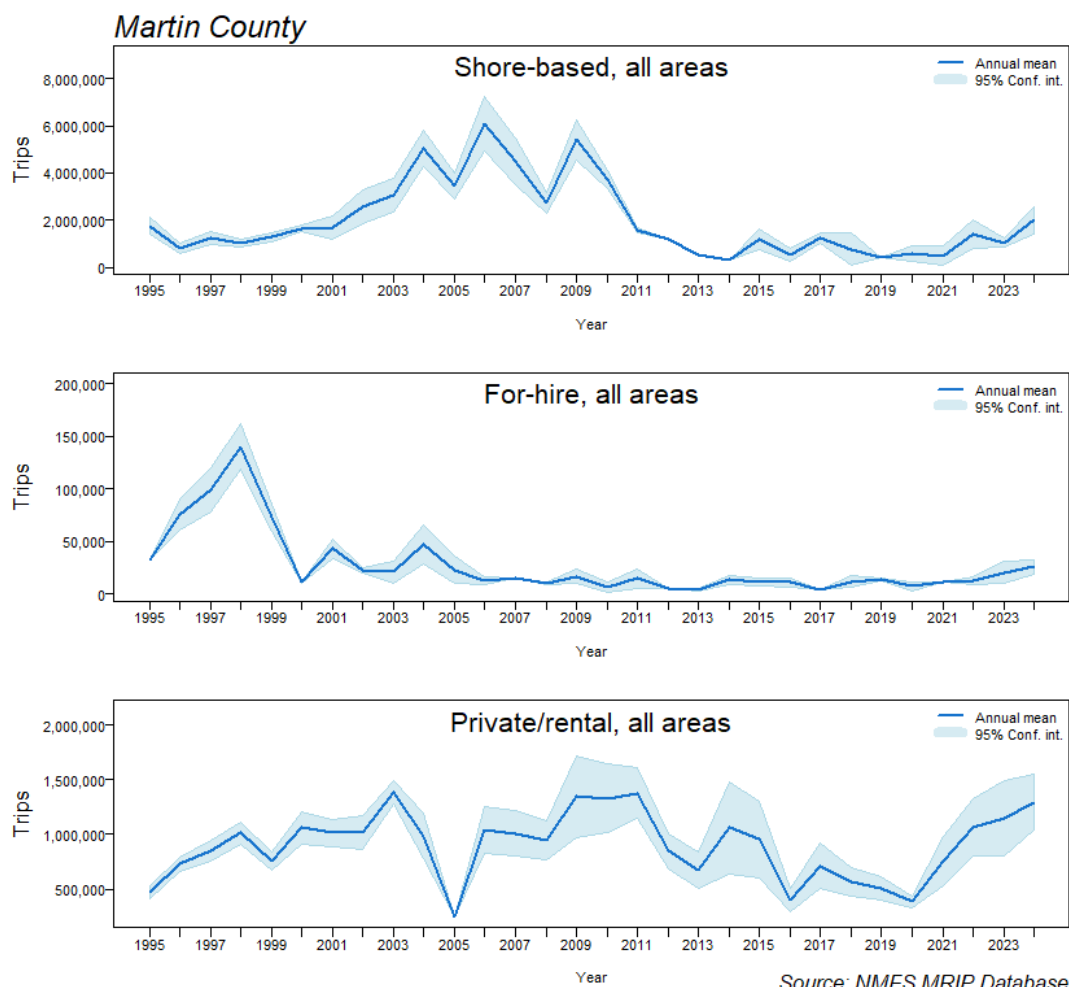 Martin County
Shore-based, all areas
Annual mean
95% Conf. int.
8,000,000
6,000,000
4,000,000
2,000,000
0
Trips
1995 1997 1999 2001 2003 2005 2007 2009 2011 2013 2015 2017 2019 2021 2023
Year
For-hire, all areas
Annual mean
95% Conf. int.
200,000
150,000
100,000
50,000
0
Trips
1995 1997 1999 2001 2003 2005 2007 2009 2011 2013 2015 2017 2019 2021 2023
Year
Private/rental, all areas
Annual mean
95% Conf. int.
2,000,000
1,500,000
1,000,000
500,000
Trips
1995 1997 1999 2001 2003 2005 2007 2009 2011 2013 2015 2017 2019 2021 2023
Year
Source: NMFS MRIP Database